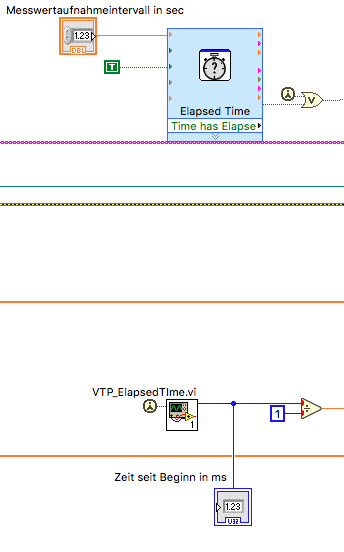 Messwertaufnahmeintervall in sec
1.23
DBL
T
Elapsed Time
Time has Elapse
V
VTP_ElapsedTIme.vi
1
1
÷
Zeit seit Beginn in ms
1.23
U32